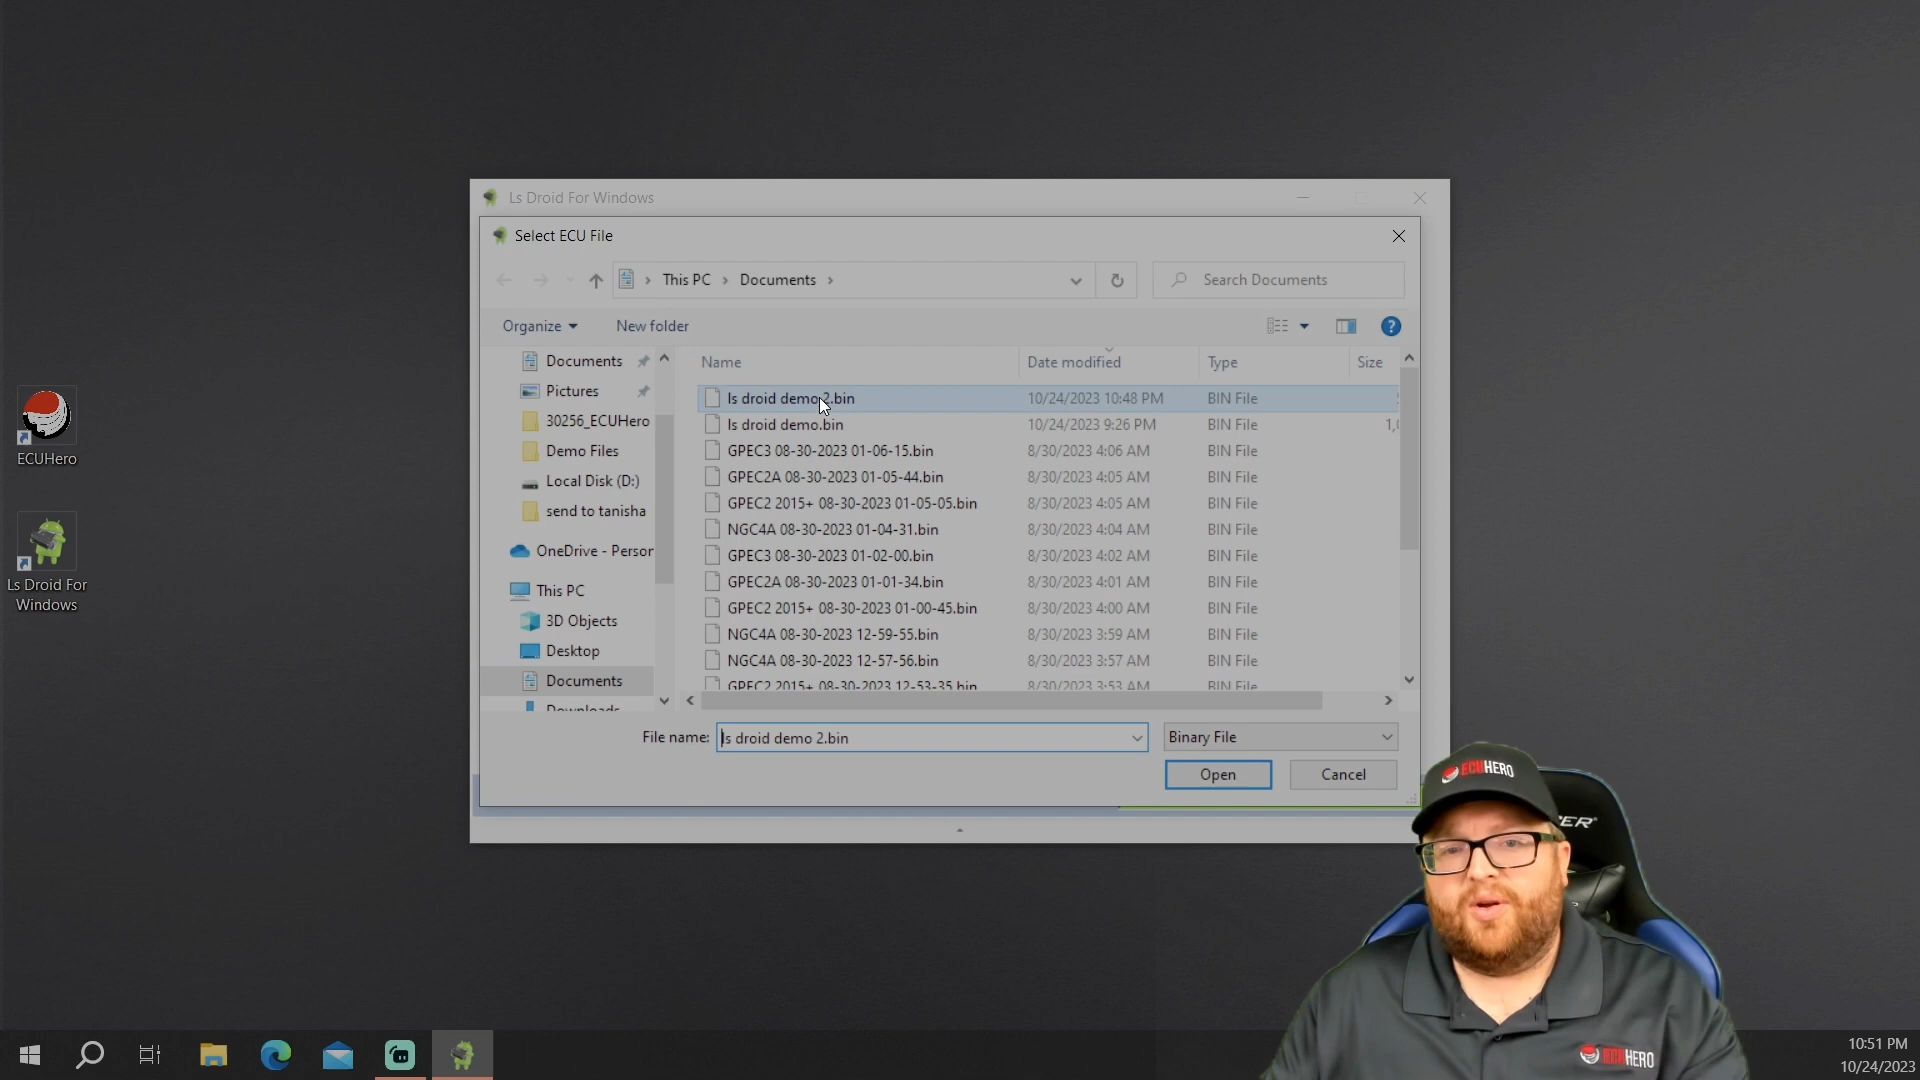 Ls Droid For Windows
Select ECU File
This PC
Documents
Search Documents
Organize
New folder
Name
Date modified
Type
Size
Documents
Pictures
30256_ECUHero
Demo Files
Local Disk (D:)
send to tanisha
OneDrive - Person
This PC
3D Objects
Desktop
Documents
Downloads
ls droid demo 2.bin 10/24/2023 10:48 PM BIN File
ls droid demo.bin 10/24/2023 9:26 PM BIN File 1,0
GPEC3 08-30-2023 01-06-15.bin 8/30/2023 4:06 AM BIN File
GPEC2A 08-30-2023 01-05-44.bin 8/30/2023 4:05 AM BIN File
GPEC2 2015+ 08-30-2023 01-05-05.bin 8/30/2023 4:05 AM BIN File
NGC4A 08-30-2023 01-04-31.bin 8/30/2023 4:04 AM BIN File
GPEC3 08-30-2023 01-02-00.bin 8/30/2023 4:02 AM BIN File
GPEC2A 08-30-2023 01-01-34.bin 8/30/2023 4:01 AM BIN File
GPEC2 2015+ 08-30-2023 01-00-45.bin 8/30/2023 4:00 AM BIN File
NGC4A 08-30-2023 12-59-55.bin 8/30/2023 3:59 AM BIN File
NGC4A 08-30-2023 12-57-56.bin 8/30/2023 3:57 AM BIN File
GPEC2 2015+ 08-30-2023 12-53-35.bin 8/30/2023 3:53 AM BIN File
File name: ls droid demo 2.bin Binary File
Open Cancel
ECUHero
Ls Droid For
Windows
ECUHERO
ECUHERO
10:51 PM
10/24/2023